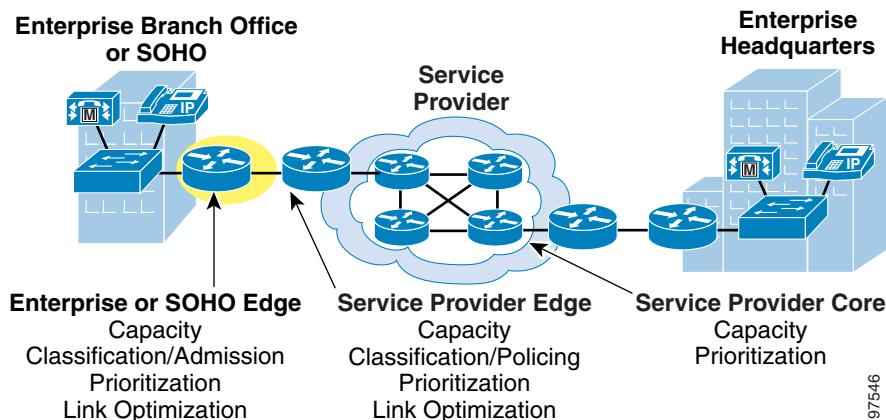 Enterprise Branch Office
or SOHO
Enterprise
Headquarters
Service
Provider
M
IP
M
IP
Enterprise or SOHO Edge
Capacity
Classification/Admission
Prioritization
Link Optimization
Service Provider Edge
Capacity
Classification/Policing
Prioritization
Link Optimization
Service Provider Core
Capacity
Prioritization
97546